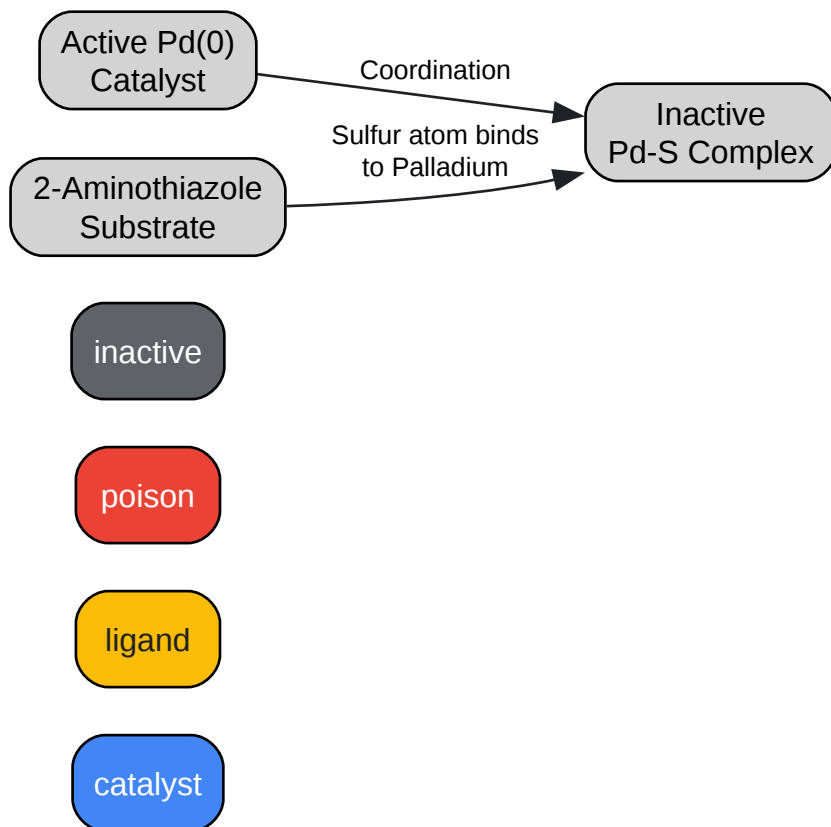 Active Pd(0)
Catalyst
Coordination
Inactive
Pd-S Complex
Sulfur atom binds
to Palladium
2-Aminothiazole
Substrate
inactive
poison
ligand
catalyst